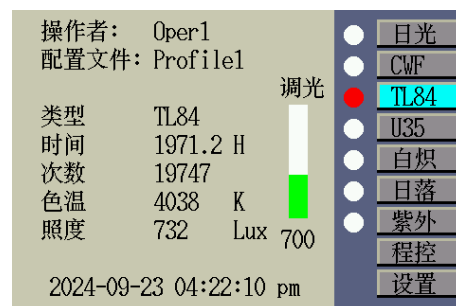 操作者: Oper1
配置文件: Profile1
调光
类型 TL84
时间 1971.2 H
次数 19747
色温 4038 K
照度 732 Lux
700
2024-09-23 04:22:10 pm
日光
CWF
TL84
U35
白炽
日落
紫外
程控
设置